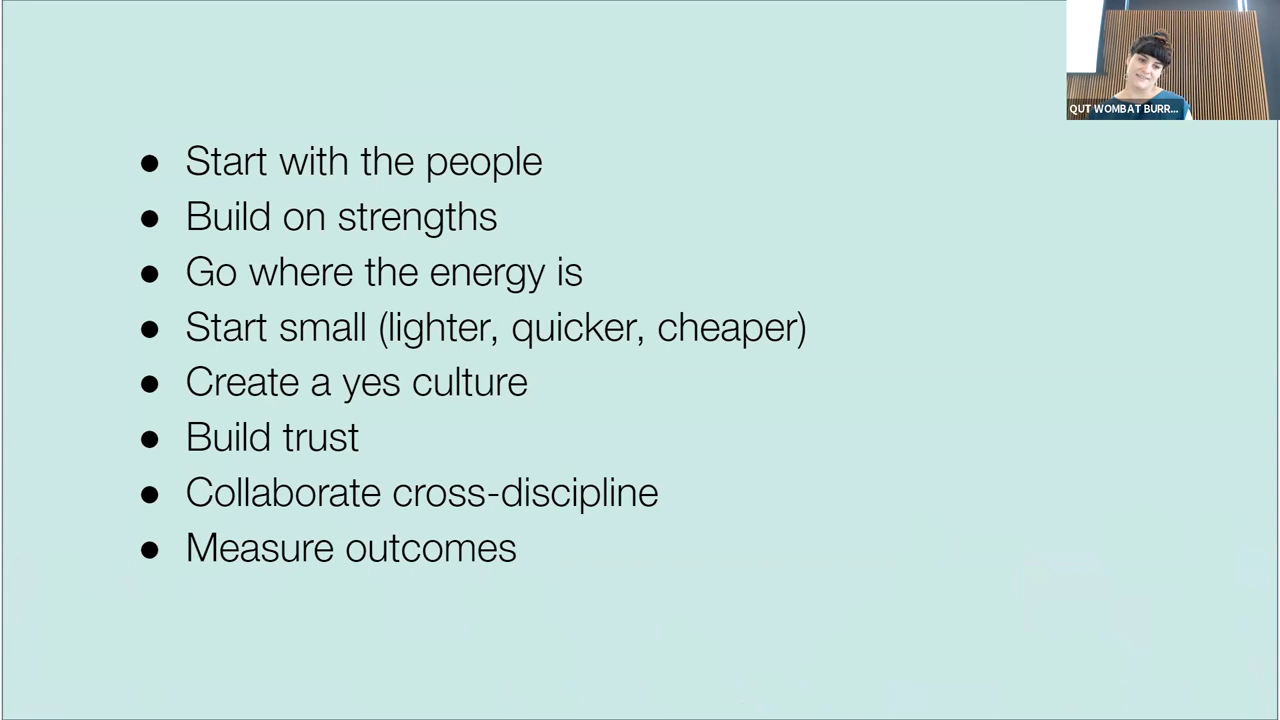 QUT WOMBAT BURR...
● Start with the people
● Build on strengths
● Go where the energy is
● Start small (lighter, quicker, cheaper)
● Create a yes culture
● Build trust
● Collaborate cross-discipline
● Measure outcomes